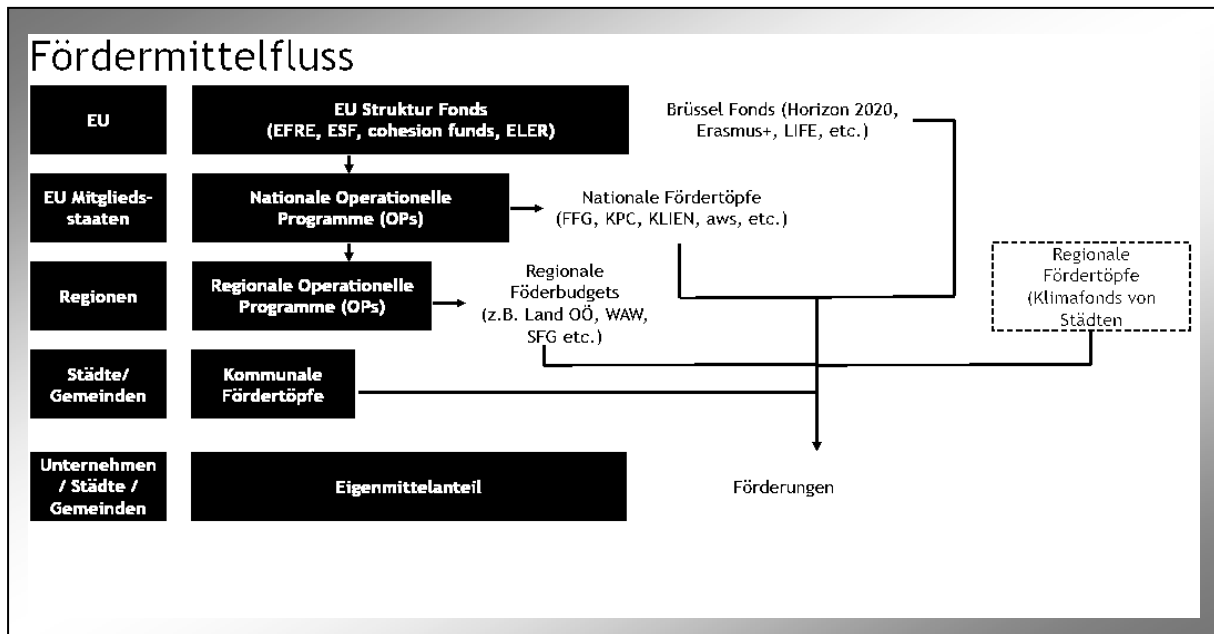 Fördermittelfluss
EU
EU Struktur Fonds
(EFRE, ESF, cohesion funds, ELER)
Brüssel Fonds (Horizon 2020,
Erasmus+, LIFE, etc.)
EU Mitglieds-
staaten
Nationale Operationelle
Programme (OPs)
Nationale Fördertöpfe
(FFG, KPC, KLIEN, aws, etc.)
Regionen
Regionale Operationelle
Programme (OPs)
Regionale
Föderbudgets
(z.B. Land OÖ, WAW,
SFG etc.)
Regionale
Fördertöpfe
(Klimafonds von
Städten
Städte/
Gemeinden
Kommunale
Fördertöpfe
Unternehmen
/ Städte /
Gemeinden
Eigenmittelanteil
Förderungen